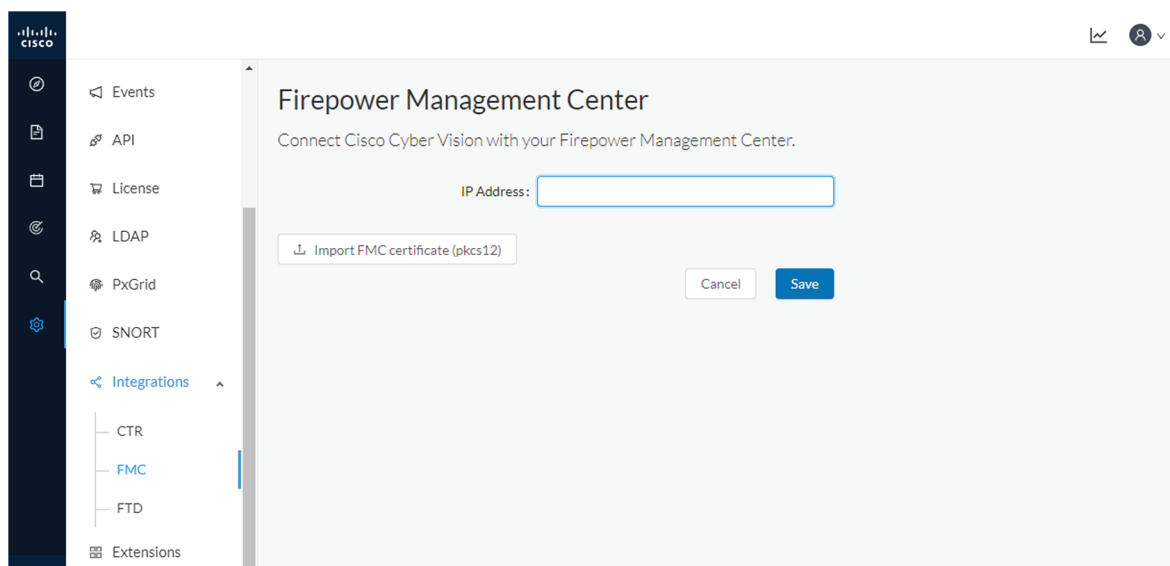 CISCO
Events
API
License
LDAP
PxGrid
SNORT
Integrations
CTR
FMC
FTD
Extensions
Firepower Management Center
Connect Cisco Cyber Vision with your Firepower Management Center.
IP Address:
Import FMC certificate (pkcs12)
Cancel Save